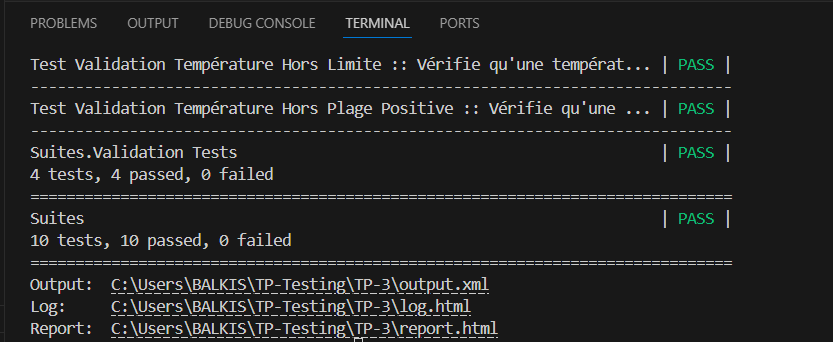 PROBLEMS OUTPUT DEBUG CONSOLE TERMINAL PORTS
Test Validation Température Hors Limite :: Vérifie qu'une températ... | PASS |
------------------------------------------------------------------------------
Test Validation Température Hors Plage Positive :: Vérifie qu'une ... | PASS |
------------------------------------------------------------------------------
Suites.Validation Tests | PASS |
4 tests, 4 passed, 0 failed
==============================================================================
Suites | PASS |
10 tests, 10 passed, 0 failed
==============================================================================
Output: C:\Users\BALKIS\TP-Testing\TP-3\output.xml
Log: C:\Users\BALKIS\TP-Testing\TP-3\log.html
Report: C:\Users\BALKIS\TP-Testing\TP-3\report.html